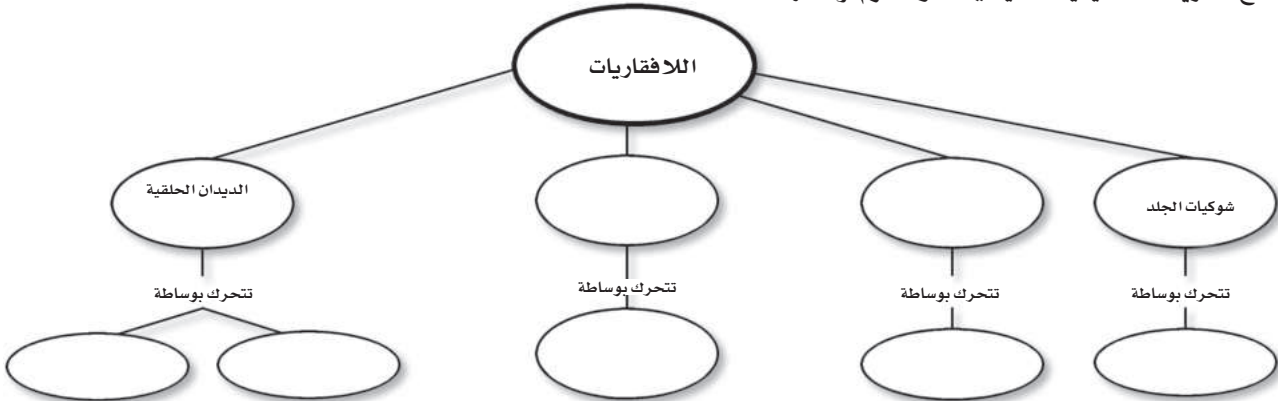 اللافقاريات
شوكيات الجلد
الديدان الحلقية
تتحرك بوساطة
تتحرك بوساطة
تتحرك بوساطة
تتحرك بوساطة